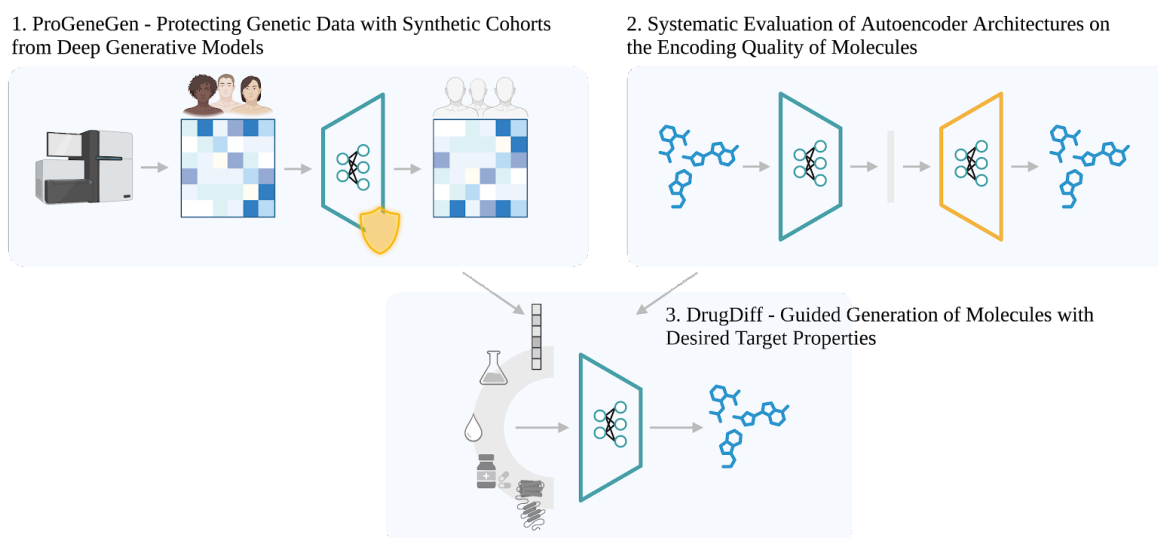 1. ProGeneGen - Protecting Genetic Data with Synthetic Cohorts
from Deep Generative Models
2. Systematic Evaluation of Autoencoder Architectures on
the Encoding Quality of Molecules
3. DrugDiff - Guided Generation of Molecules with
Desired Target Properties